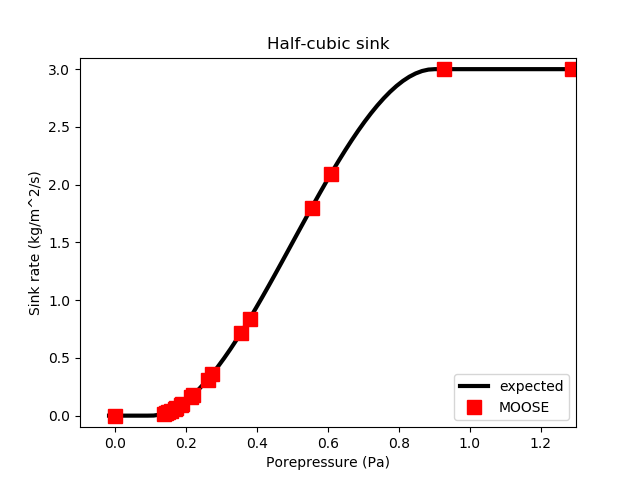 Half-cubic sink
Sink rate (kg/m^2/s)
3.0
2.5
2.0
1.5
1.0
0.5
0.0
0.0 0.2 0.4 0.6 0.8 1.0 1.2
Porepressure (Pa)
expected
MOOSE